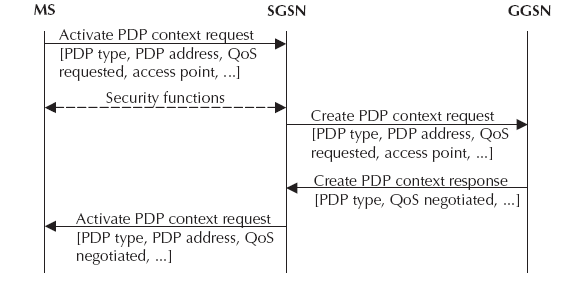 MS SGSN GGSN
Activate PDP context request
[PDP type, PDP address, QoS
requested, access point, ...]
Security functions
Create PDP context request
[PDP type, PDP address, QoS
requested, access point, ...]
Create PDP context response
[PDP type, QoS negotiated, ...]
Activate PDP context request
[PDP type, PDP address, QoS
negotiated, ...]